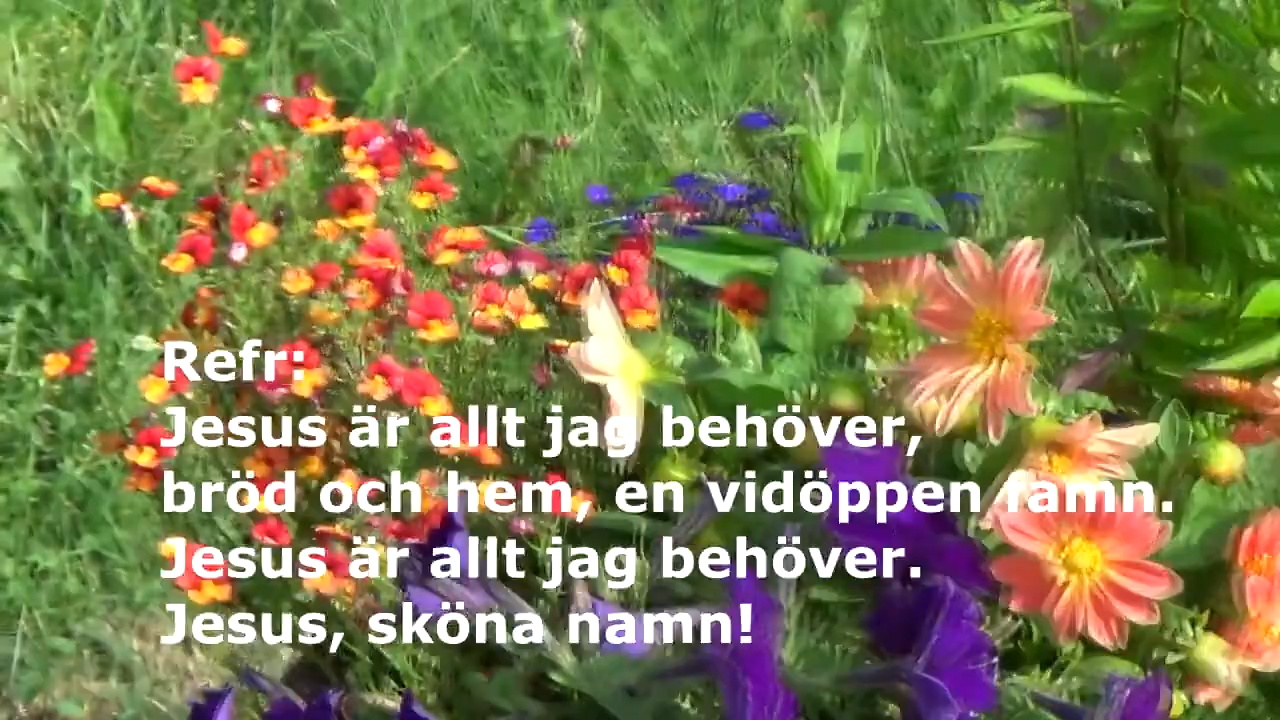 Refr:
Jesus är allt jag behöver,
bröd och hem, en vidöppen famn.
Jesus är allt jag behöver.
Jesus, sköna namn!